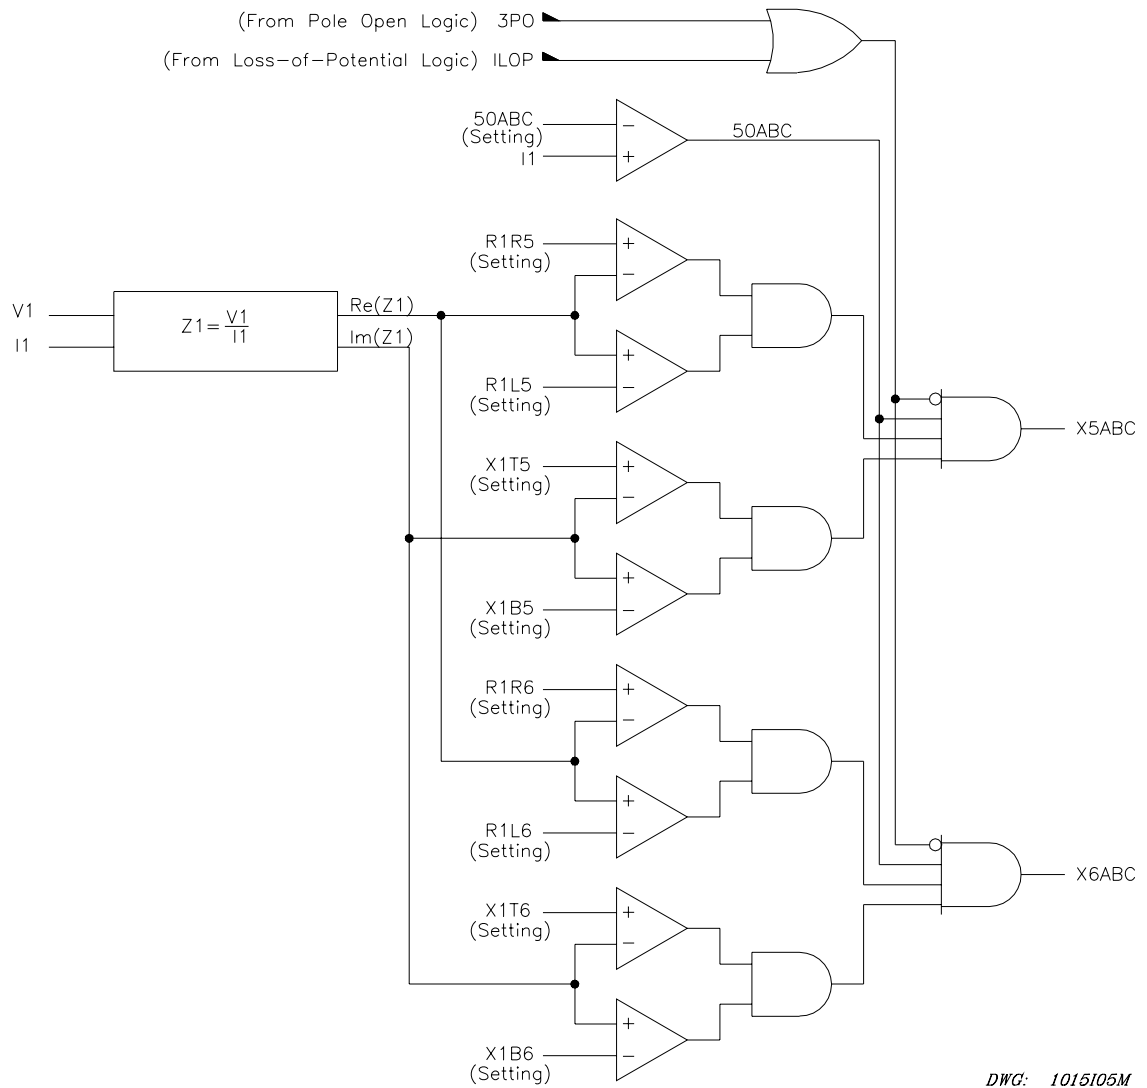 (From Pole Open Logic) 3PO
(From Loss-of-Potential Logic) ILOP
50ABC
(Setting)
I1
50ABC
+
−
R1R5
(Setting)
+
−
V1
I1
Z1=V1/I1
Re(Z1)
Im(Z1)
+
−
R1L5
(Setting)
X5ABC
X1T5
(Setting)
+
−
+
−
X1B5
(Setting)
R1R6
(Setting)
+
−
+
−
R1L6
(Setting)
X6ABC
X1T6
(Setting)
+
−
+
−
X1B6
(Setting)
DWG: 1015I05M